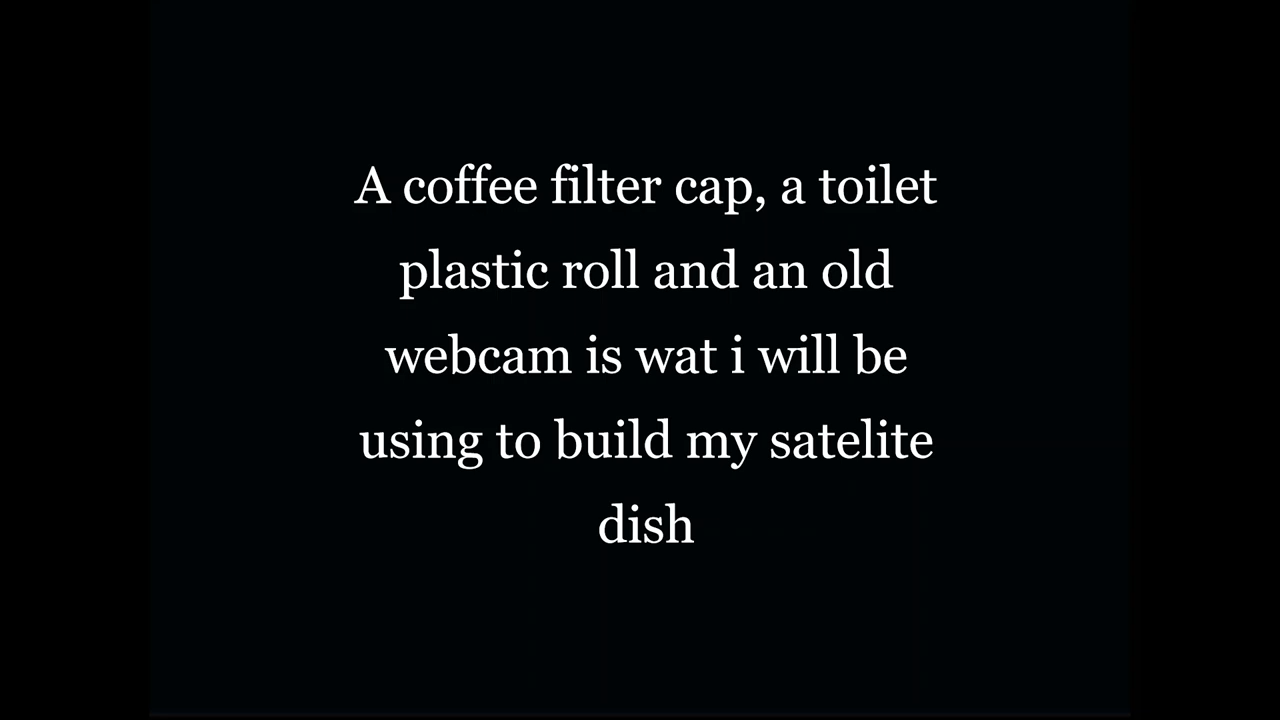 A coffee filter cap, a toilet
plastic roll and an old
webcam is wat i will be
using to build my satelite
dish